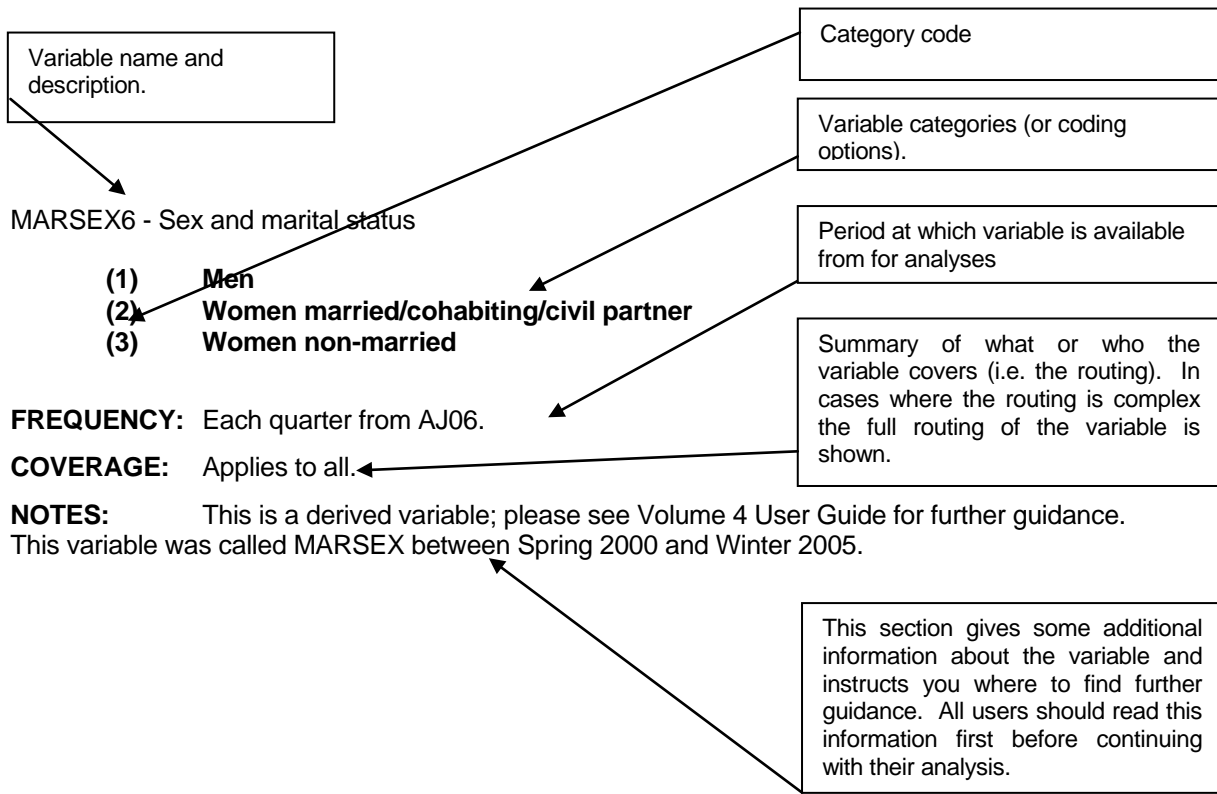 Variable name and
description.
Category code
Variable categories (or coding
options).
MARSEX6 - Sex and marital status
Period at which variable is available
from for analyses
(1) Men
(2) Women married/cohabiting/civil partner
(3) Women non-married
Summary of what or who the
variable covers (i.e. the routing). In
cases where the routing is complex
the full routing of the variable is
shown.
FREQUENCY: Each quarter from AJ06.
COVERAGE: Applies to all.
NOTES: This is a derived variable; please see Volume 4 User Guide for further guidance.
This variable was called MARSEX between Spring 2000 and Winter 2005.
This section gives some additional
information about the variable and
instructs you where to find further
guidance. All users should read this
information first before continuing
with their analysis.